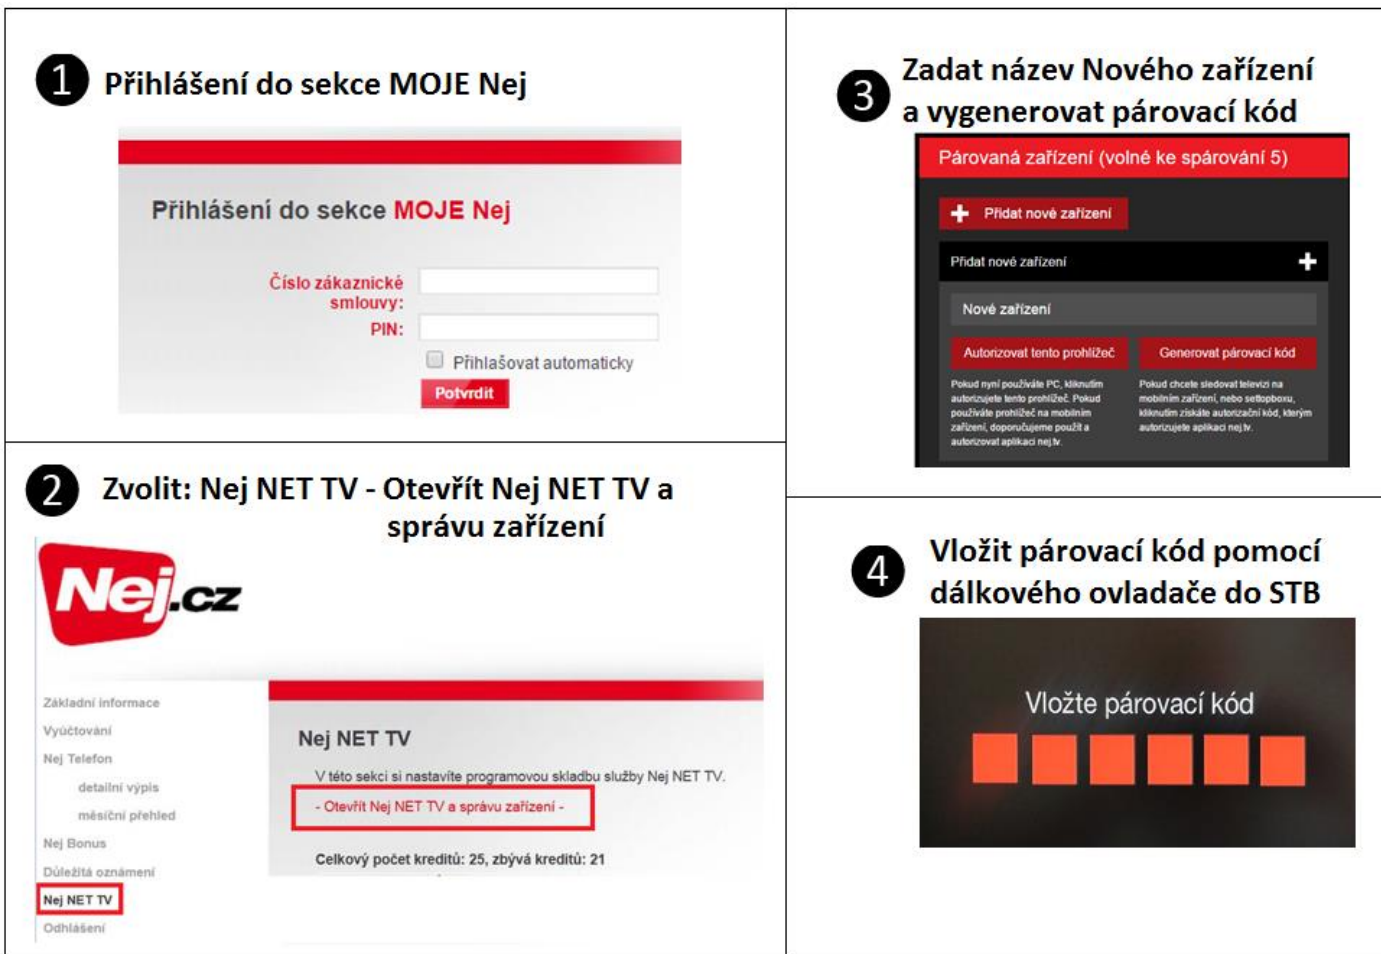 1 Přihlášení do sekce MOJE Nej
Přihlášení do sekce MOJE Nej
Číslo zákaznické
smlouvy:
PIN:
Přihlašovat automaticky
Potvrdit
2 Zvolit: Nej NET TV - Otevřít Nej NET TV a
správu zařízení
Nej.cz
Základní informace
Vyúčtování
Nej Telefon
detailní výpis
měsíční přehled
Nej Bonus
Důležitá oznámení
Nej NET TV
Odhlášení
Nej NET TV
V této sekci si nastavíte programovou skladbu služby Nej NET TV.
- Otevřít Nej NET TV a správu zařízení -
Celkový počet kreditů: 25, zbývá kreditů: 21
3 Zadat název Nového zařízení
a vygenerovat párovací kód
Párovaná zařízení (volné ke spárování 5)
Přidat nové zařízení
Přidat nové zařízení
Nové zařízení
Autorizovat tento prohlížeč
Generovat párovací kód
Pokud nyní používáte PC, kliknutím
autorizujete tento prohlížeč. Pokud
používáte prohlížeč na mobilním
zařízení, doporučujeme použít a
autorizovat aplikaci nej.tv.
Pokud chcete sledovat televizi na
mobilním zařízení, nebo settopboxu,
kliknutím získáte autorizační kód, kterým
autorizujete aplikaci nej.tv.
4 Vložit párovací kód pomocí
dálkového ovladače do STB
Vložte párovací kód